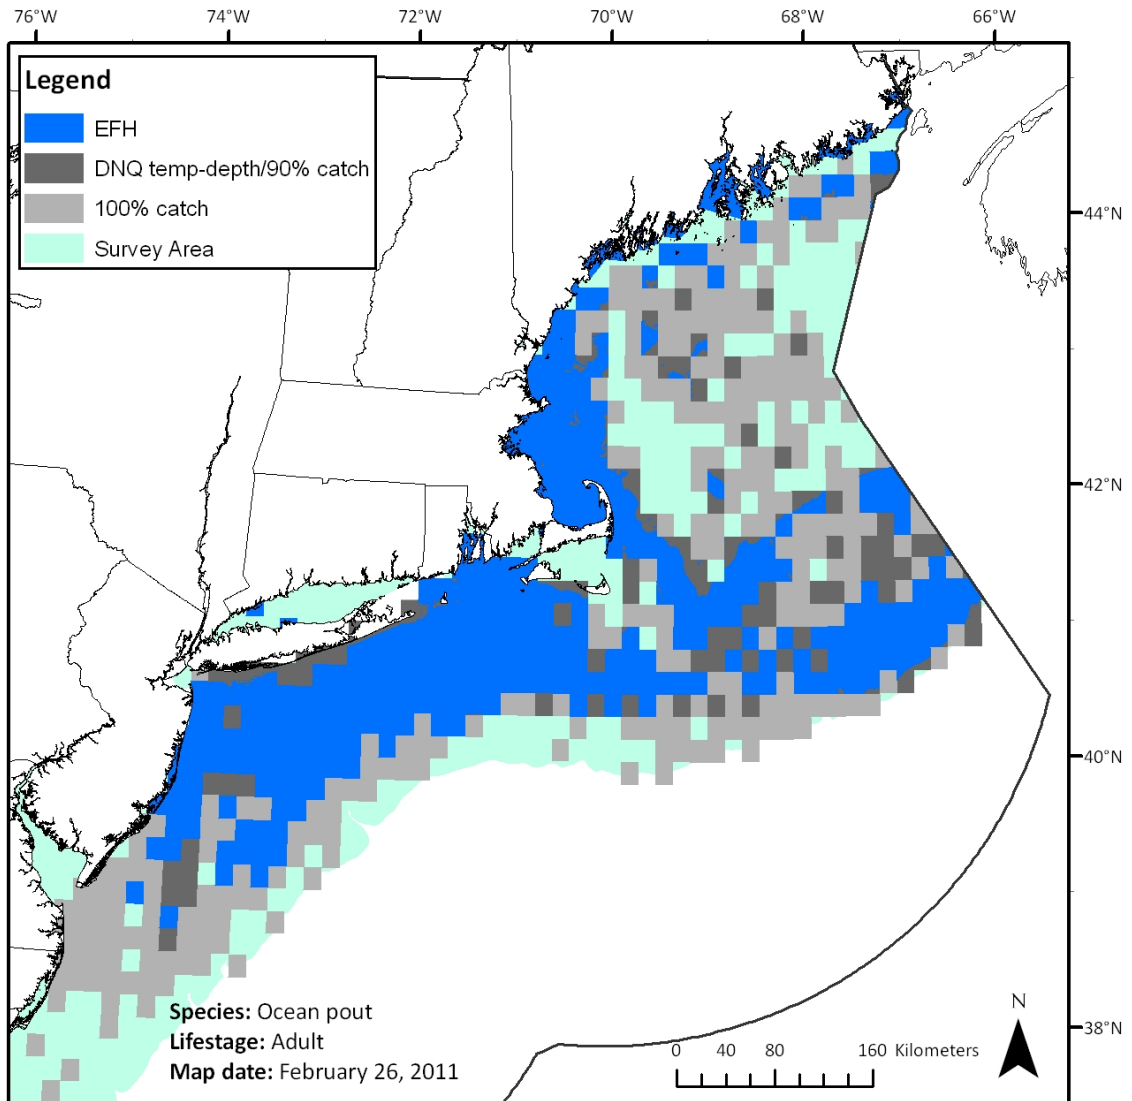 76°W 74°W 72°W 70°W 68°W 66°W
Legend
EFH
DNQ temp-depth/90% catch
100% catch
Survey Area
44°N
42°N
40°N
38°N
Species: Ocean pout
Lifestage: Adult
Map date: February 26, 2011
N
0 40 80 160 Kilometers